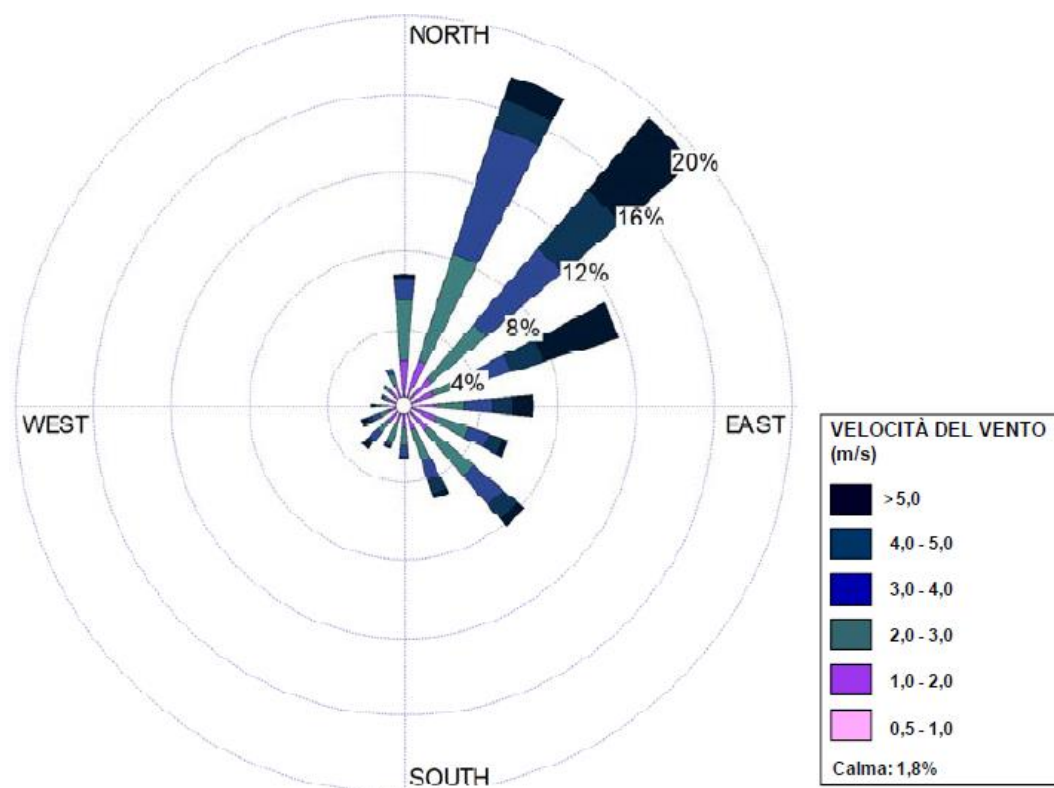 NORTH
20%
16%
12%
8%
4%
WEST
EAST
SOUTH
VELOCITÀ DEL VENTO
(m/s)
>5,0
4,0 - 5,0
3,0 - 4,0
2,0 - 3,0
1,0 - 2,0
0,5 - 1,0
Calma: 1,8%